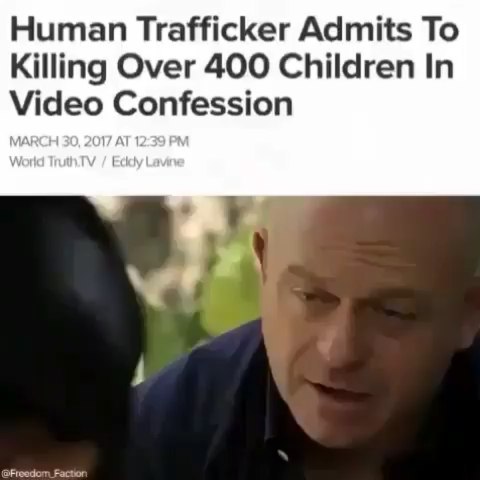 Human Trafficker Admits To
Killing Over 400 Children In
Video Confession
MARCH 30, 2017 AT 12:39 PM
World Truth.TV / Eddy Lavine
@Freedom_Faction